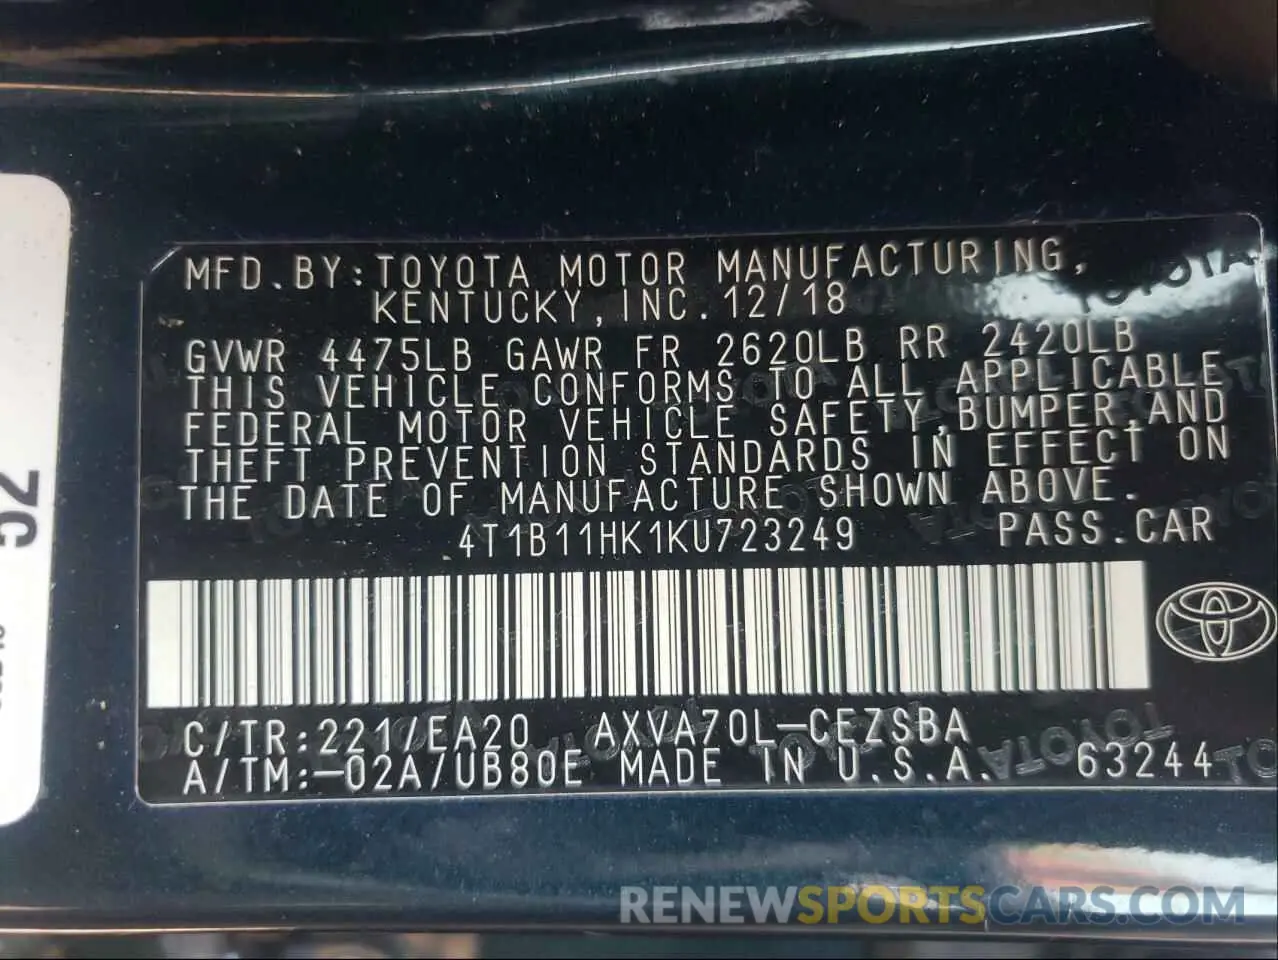 MFD.BY:TOYOTA MOTOR MANUFACTURING,
KENTUCKY,INC.12/18
GVWR 4475LB GAWR FR 2620LB RR 2420LB
THIS VEHICLE CONFORMS TO ALL APPLICABLE
FEDERAL MOTOR VEHICLE SAFETY,BUMPER,AND
THEFT PREVENTION STANDARDS IN EFFECT ON
THE DATE OF MANUFACTURE SHOWN ABOVE.
4T1B11HK1KU723249 PASS.CAR
C/TR:221/EA20 AXVA70L-CEZSBA
A/TM:-02A/UB80E MADE IN U.S.A. 63244
52
RENEWSPORTSCARS.COM